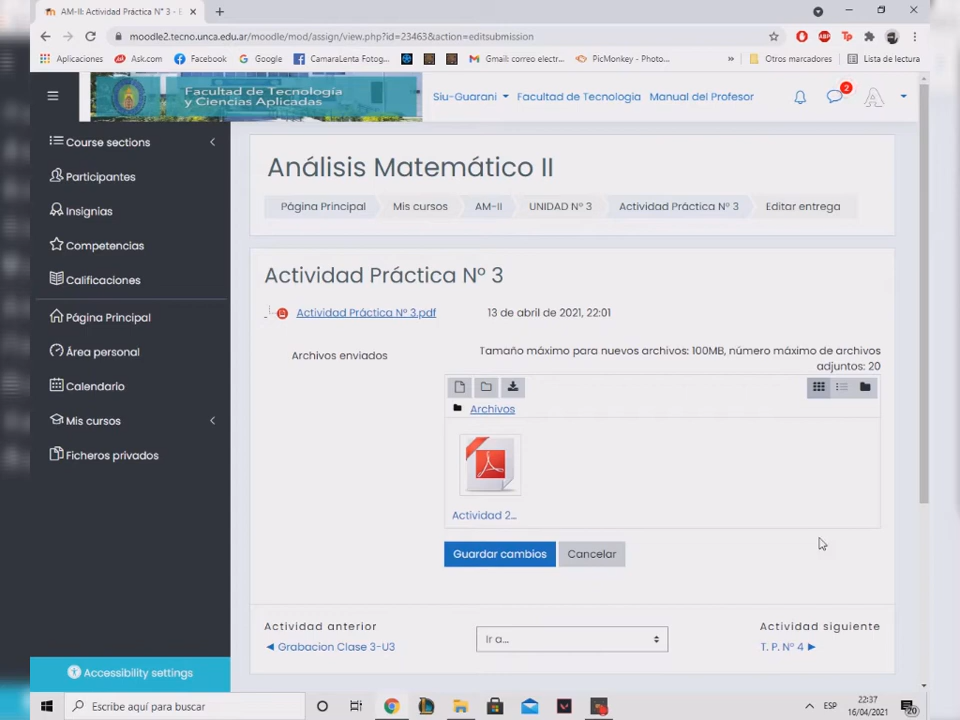 AM-II: Actividad Práctica N° 3 - E
moodle2.tecno.unca.edu.ar/moodle/mod/assign/view.php?id=23463&action=editsubmission
Aplicaciones
Ask.com
Facebook
Google
CamaraLenta Fotog...
Gmail: correo electr...
PicMonkey - Photo...
»
Otros marcadores
Lista de lectura
Facultad de Tecnología
y Ciencias Aplicadas
Siu-Guarani
Facultad de Tecnología
Manual del Profesor
2
Course sections
Participantes
Insignias
Competencias
Calificaciones
Página Principal
Área personal
Calendario
Mis cursos
Ficheros privados
Accessibility settings
Análisis Matemático II
Página Principal
Mis cursos
AM-II
UNIDAD N° 3
Actividad Práctica N° 3
Editar entrega
Actividad Práctica N° 3
Actividad Práctica N° 3.pdf
13 de abril de 2021, 22:01
Archivos enviados
Tamaño máximo para nuevos archivos: 100MB, número máximo de archivos
adjuntos: 20
Archivos
Actividad 2...
Guardar cambios
Cancelar
Actividad anterior
◀ Grabacion Clase 3-U3
Ir a...
Actividad siguiente
T. P. N° 4 ▶
Escribe aquí para buscar
ESP
22:37
16/04/2021
20